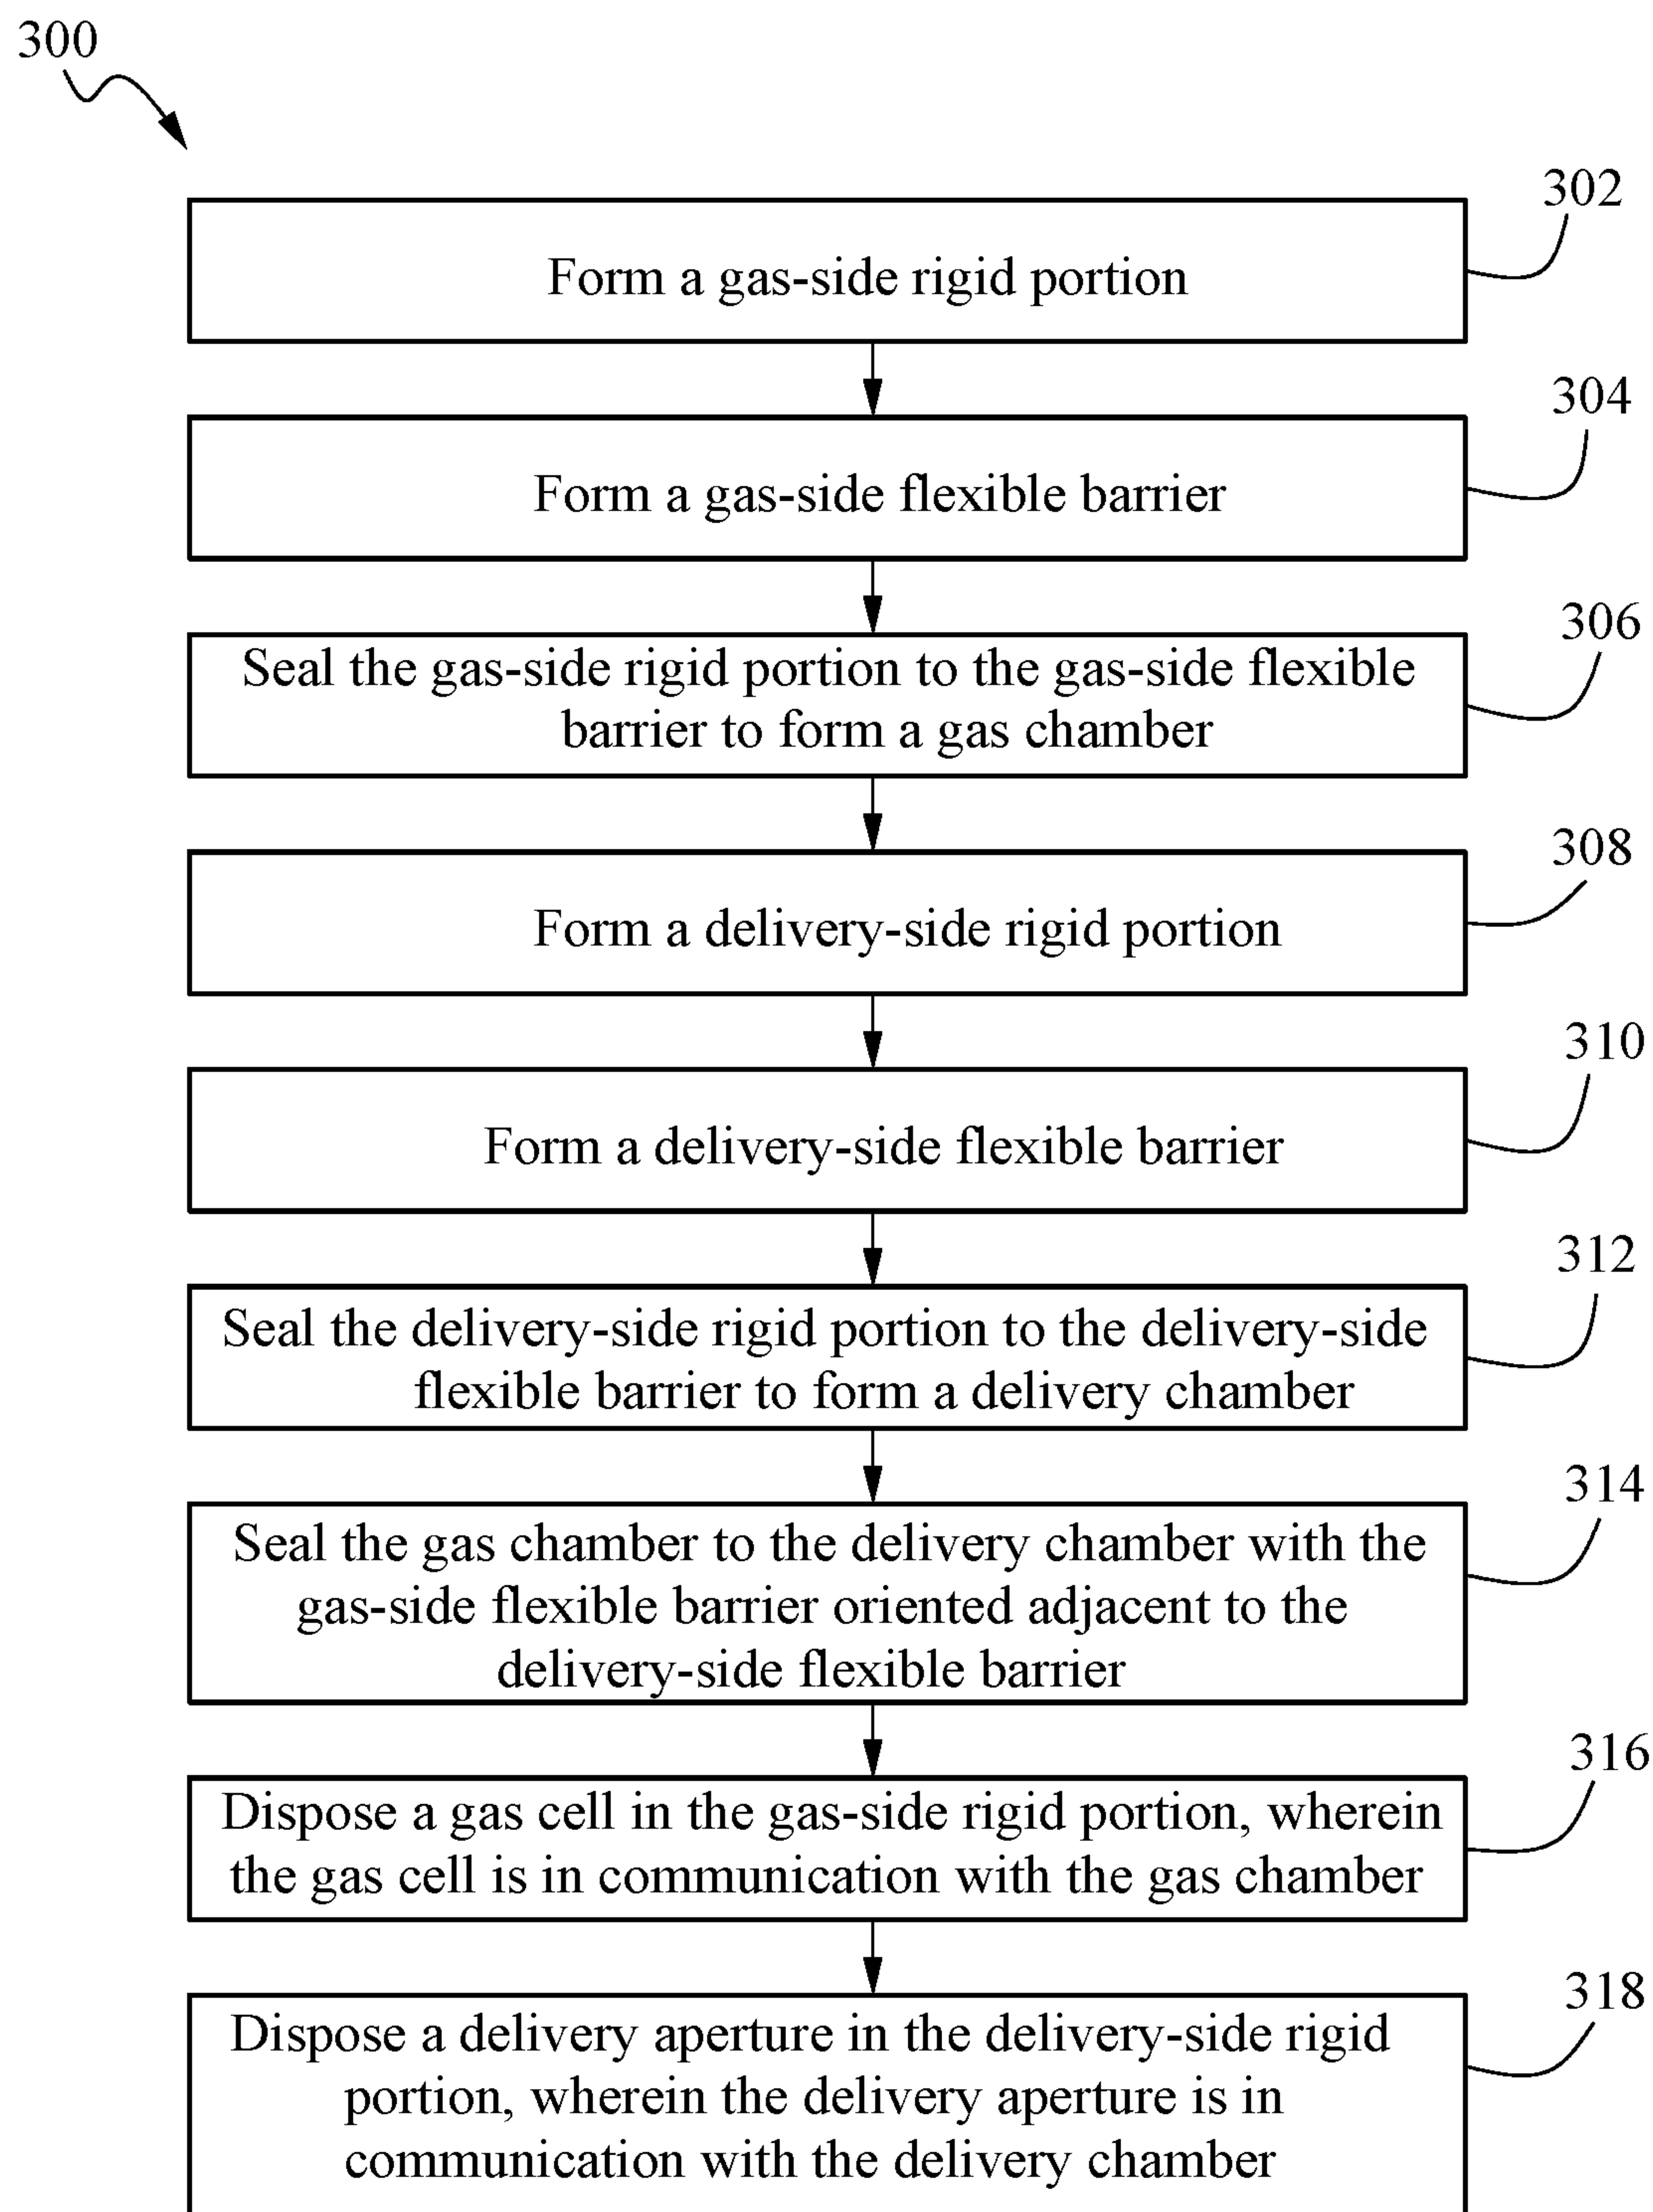 300
302
Form a gas-side rigid portion
304
Form a gas-side flexible barrier
306
Seal the gas-side rigid portion to the gas-side flexible
barrier to form a gas chamber
308
Form a delivery-side rigid portion
310
Form a delivery-side flexible barrier
312
Seal the delivery-side rigid portion to the delivery-side
flexible barrier to form a delivery chamber
314
Seal the gas chamber to the delivery chamber with the
gas-side flexible barrier oriented adjacent to the
delivery-side flexible barrier
316
Dispose a gas cell in the gas-side rigid portion, wherein
the gas cell is in communication with the gas chamber
318
Dispose a delivery aperture in the delivery-side rigid
portion, wherein the delivery aperture is in
communication with the delivery chamber